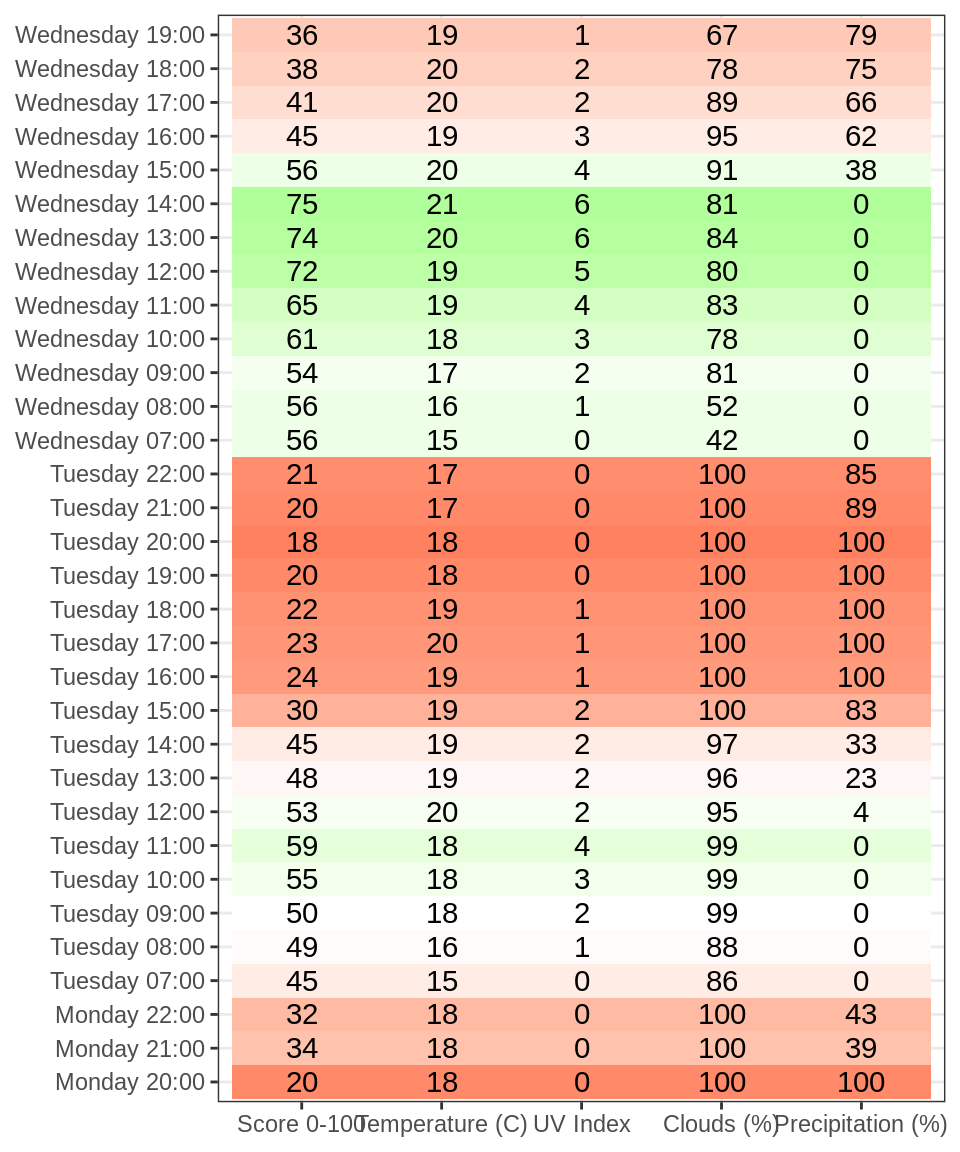 Wednesday 19:00 36 19 1 67 79
Wednesday 18:00 38 20 2 78 75
Wednesday 17:00 41 20 2 89 66
Wednesday 16:00 45 19 3 95 62
Wednesday 15:00 56 20 4 91 38
Wednesday 14:00 75 21 6 81 0
Wednesday 13:00 74 20 6 84 0
Wednesday 12:00 72 19 5 80 0
Wednesday 11:00 65 19 4 83 0
Wednesday 10:00 61 18 3 78 0
Wednesday 09:00 54 17 2 81 0
Wednesday 08:00 56 16 1 52 0
Wednesday 07:00 56 15 0 42 0
Tuesday 22:00 21 17 0 100 85
Tuesday 21:00 20 17 0 100 89
Tuesday 20:00 18 18 0 100 100
Tuesday 19:00 20 18 0 100 100
Tuesday 18:00 22 19 1 100 100
Tuesday 17:00 23 20 1 100 100
Tuesday 16:00 24 19 1 100 100
Tuesday 15:00 30 19 2 100 83
Tuesday 14:00 45 19 2 97 33
Tuesday 13:00 48 19 2 96 23
Tuesday 12:00 53 20 2 95 4
Tuesday 11:00 59 18 4 99 0
Tuesday 10:00 55 18 3 99 0
Tuesday 09:00 50 18 2 99 0
Tuesday 08:00 49 16 1 88 0
Tuesday 07:00 45 15 0 86 0
Monday 22:00 32 18 0 100 43
Monday 21:00 34 18 0 100 39
Monday 20:00 20 18 0 100 100
Score 0-100 Temperature (C) UV Index Clouds (%) Precipitation (%)